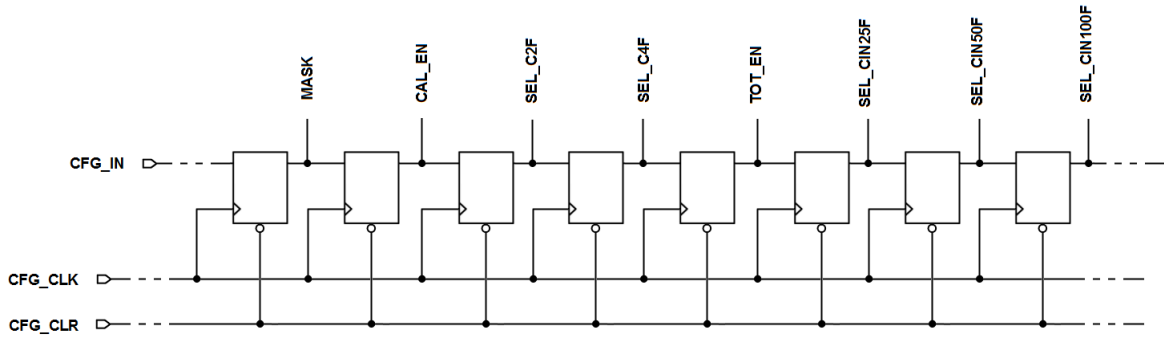 MASK
CAL_EN
SEL_C2F
SEL_C4F
TOT_EN
SEL_CIN25F
SEL_CIN50F
SEL_CIN100F
CFG_IN
CFG_CLK
CFG_CLR